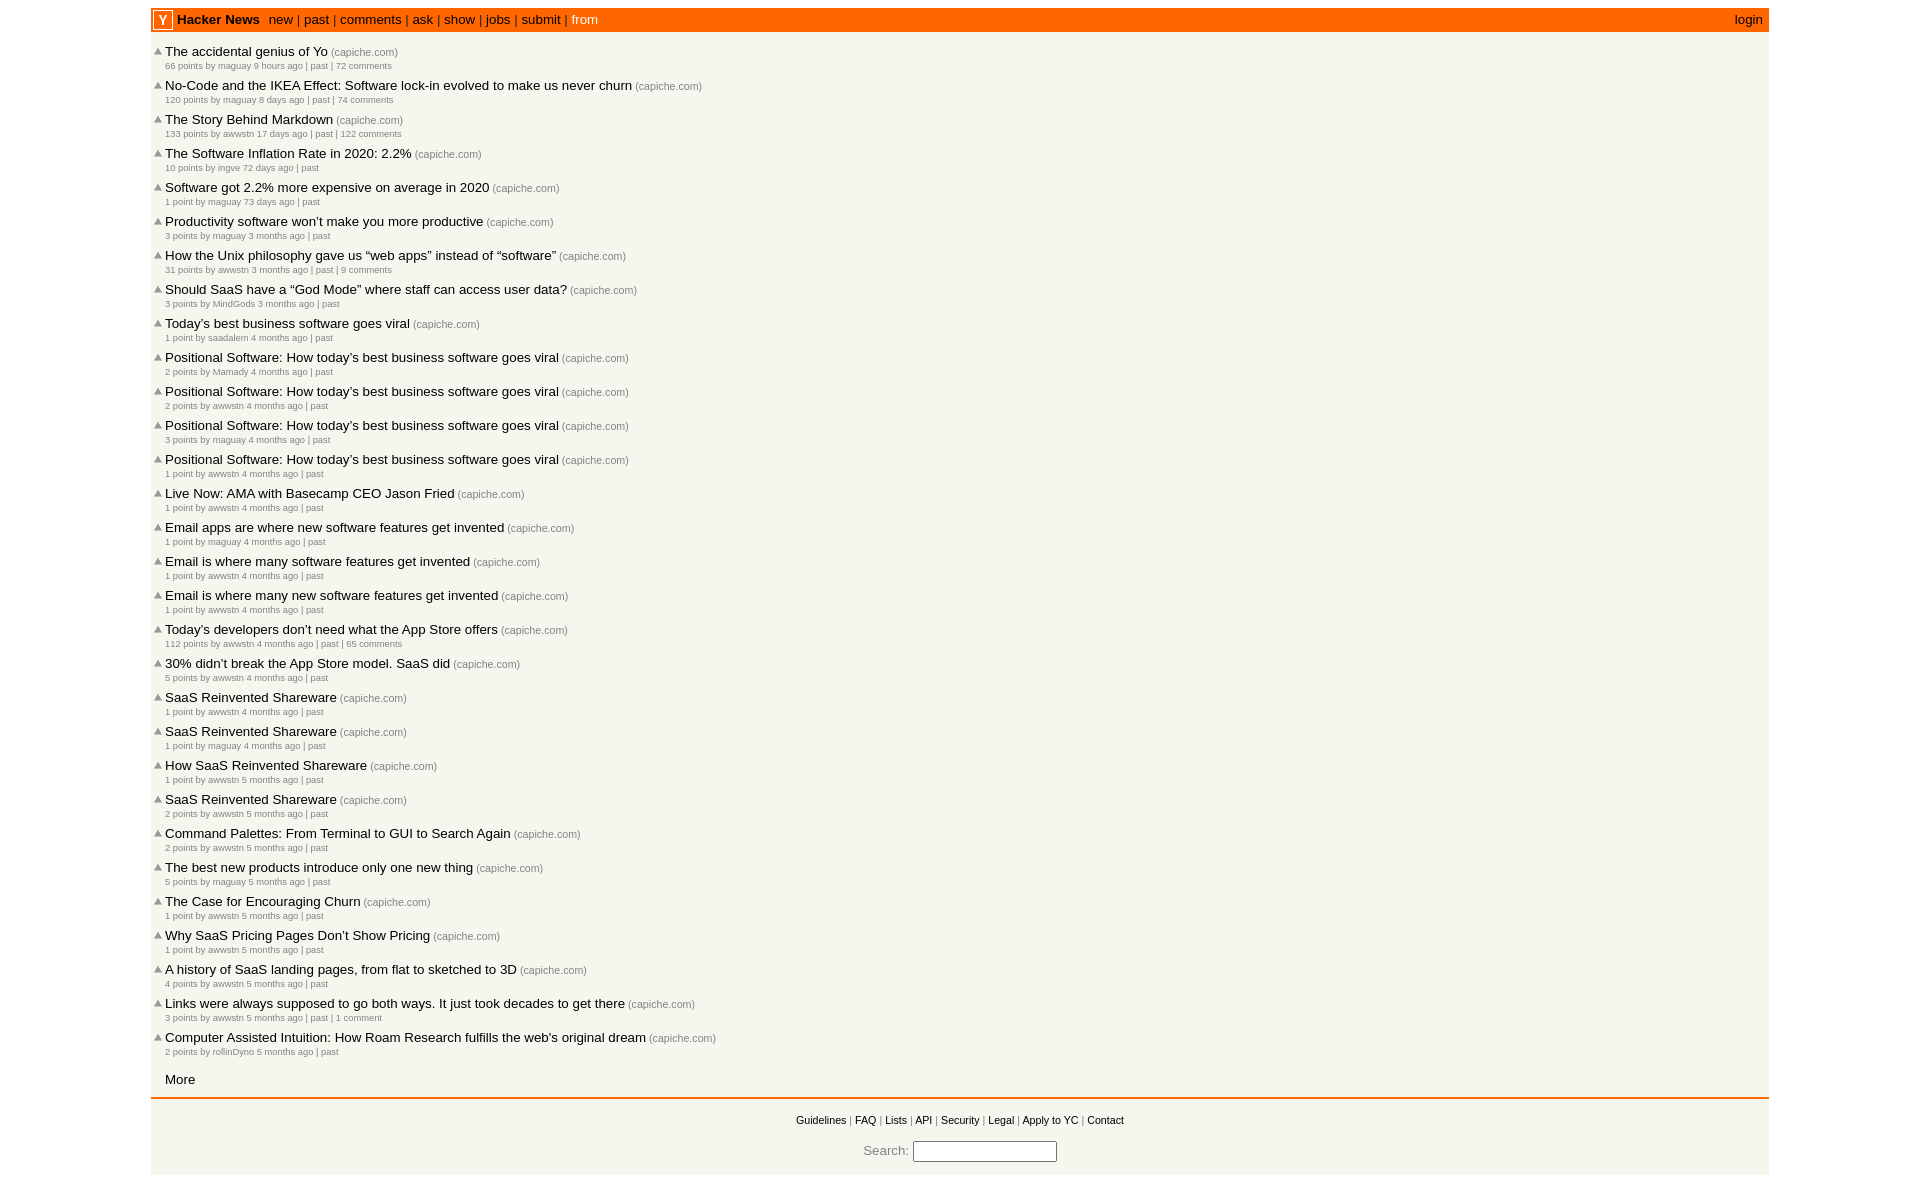 Y Hacker News new | past | comments | ask | show | jobs | submit | from login
The accidental genius of Yo (capiche.com)
66 points by maguay 9 hours ago | past | 72 comments
No-Code and the IKEA Effect: Software lock-in evolved to make us never churn (capiche.com)
120 points by maguay 8 days ago | past | 74 comments
The Story Behind Markdown (capiche.com)
133 points by awwstn 17 days ago | past | 122 comments
The Software Inflation Rate in 2020: 2.2% (capiche.com)
10 points by ingve 72 days ago | past
Software got 2.2% more expensive on average in 2020 (capiche.com)
1 point by maguay 73 days ago | past
Productivity software won’t make you more productive (capiche.com)
3 points by maguay 3 months ago | past
How the Unix philosophy gave us “web apps” instead of “software” (capiche.com)
31 points by awwstn 3 months ago | past | 9 comments
Should SaaS have a “God Mode” where staff can access user data? (capiche.com)
3 points by MindGods 3 months ago | past
Today’s best business software goes viral (capiche.com)
1 point by saadalem 4 months ago | past
Positional Software: How today’s best business software goes viral (capiche.com)
2 points by Mamady 4 months ago | past
Positional Software: How today’s best business software goes viral (capiche.com)
2 points by awwstn 4 months ago | past
Positional Software: How today’s best business software goes viral (capiche.com)
3 points by maguay 4 months ago | past
Positional Software: How today’s best business software goes viral (capiche.com)
1 point by awwstn 4 months ago | past
Live Now: AMA with Basecamp CEO Jason Fried (capiche.com)
1 point by awwstn 4 months ago | past
Email apps are where new software features get invented (capiche.com)
1 point by maguay 4 months ago | past
Email is where many software features get invented (capiche.com)
1 point by awwstn 4 months ago | past
Email is where many new software features get invented (capiche.com)
1 point by awwstn 4 months ago | past
Today’s developers don’t need what the App Store offers (capiche.com)
112 points by awwstn 4 months ago | past | 65 comments
30% didn’t break the App Store model. SaaS did (capiche.com)
5 points by awwstn 4 months ago | past
SaaS Reinvented Shareware (capiche.com)
1 point by awwstn 4 months ago | past
SaaS Reinvented Shareware (capiche.com)
1 point by maguay 4 months ago | past
How SaaS Reinvented Shareware (capiche.com)
1 point by awwstn 5 months ago | past
SaaS Reinvented Shareware (capiche.com)
2 points by awwstn 5 months ago | past
Command Palettes: From Terminal to GUI to Search Again (capiche.com)
2 points by awwstn 5 months ago | past
The best new products introduce only one new thing (capiche.com)
5 points by maguay 5 months ago | past
The Case for Encouraging Churn (capiche.com)
1 point by awwstn 5 months ago | past
Why SaaS Pricing Pages Don’t Show Pricing (capiche.com)
1 point by awwstn 5 months ago | past
A history of SaaS landing pages, from flat to sketched to 3D (capiche.com)
4 points by awwstn 5 months ago | past
Links were always supposed to go both ways. It just took decades to get there (capiche.com)
3 points by awwstn 5 months ago | past | 1 comment
Computer Assisted Intuition: How Roam Research fulfills the web's original dream (capiche.com)
2 points by rollinDyno 5 months ago | past
More
Guidelines | FAQ | Lists | API | Security | Legal | Apply to YC | Contact
Search: